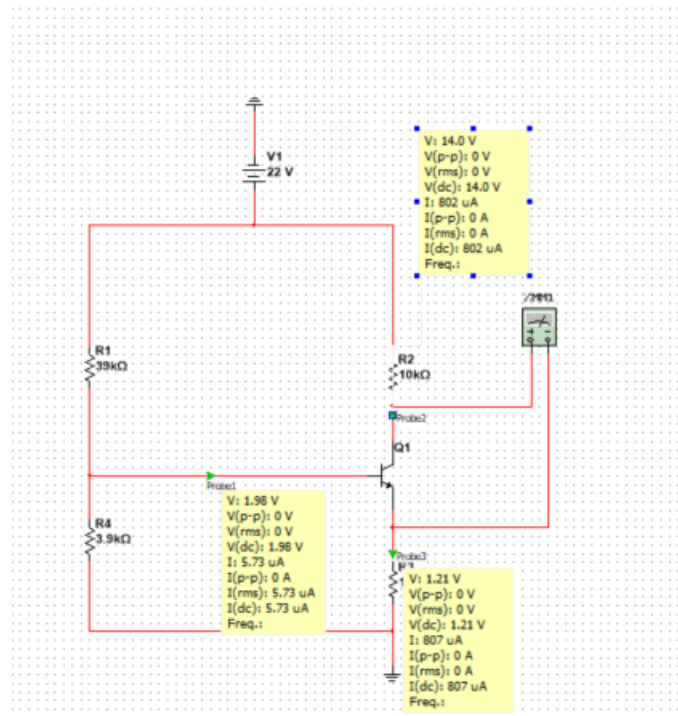 V1
22 V
V: 14.0 V
V(p-p): 0 V
V(rms): 0 V
V(dc): 14.0 V
I: 802 uA
I(p-p): 0 A
I(rms): 0 A
I(dc): 802 uA
Freq.:
R1
39kΩ
R2
10kΩ
Probe2
Q1
Probe1
V: 1.98 V
V(p-p): 0 V
V(rms): 0 V
V(dc): 1.98 V
I: 5.73 uA
I(p-p): 0 A
I(rms): 5.73 uA
I(dc): 5.73 uA
Freq.:
R4
3.9kΩ
Probe3
V: 1.21 V
V(p-p): 0 V
V(rms): 0 V
V(dc): 1.21 V
I: 807 uA
I(p-p): 0 A
I(rms): 0 A
I(dc): 807 uA
Freq.: